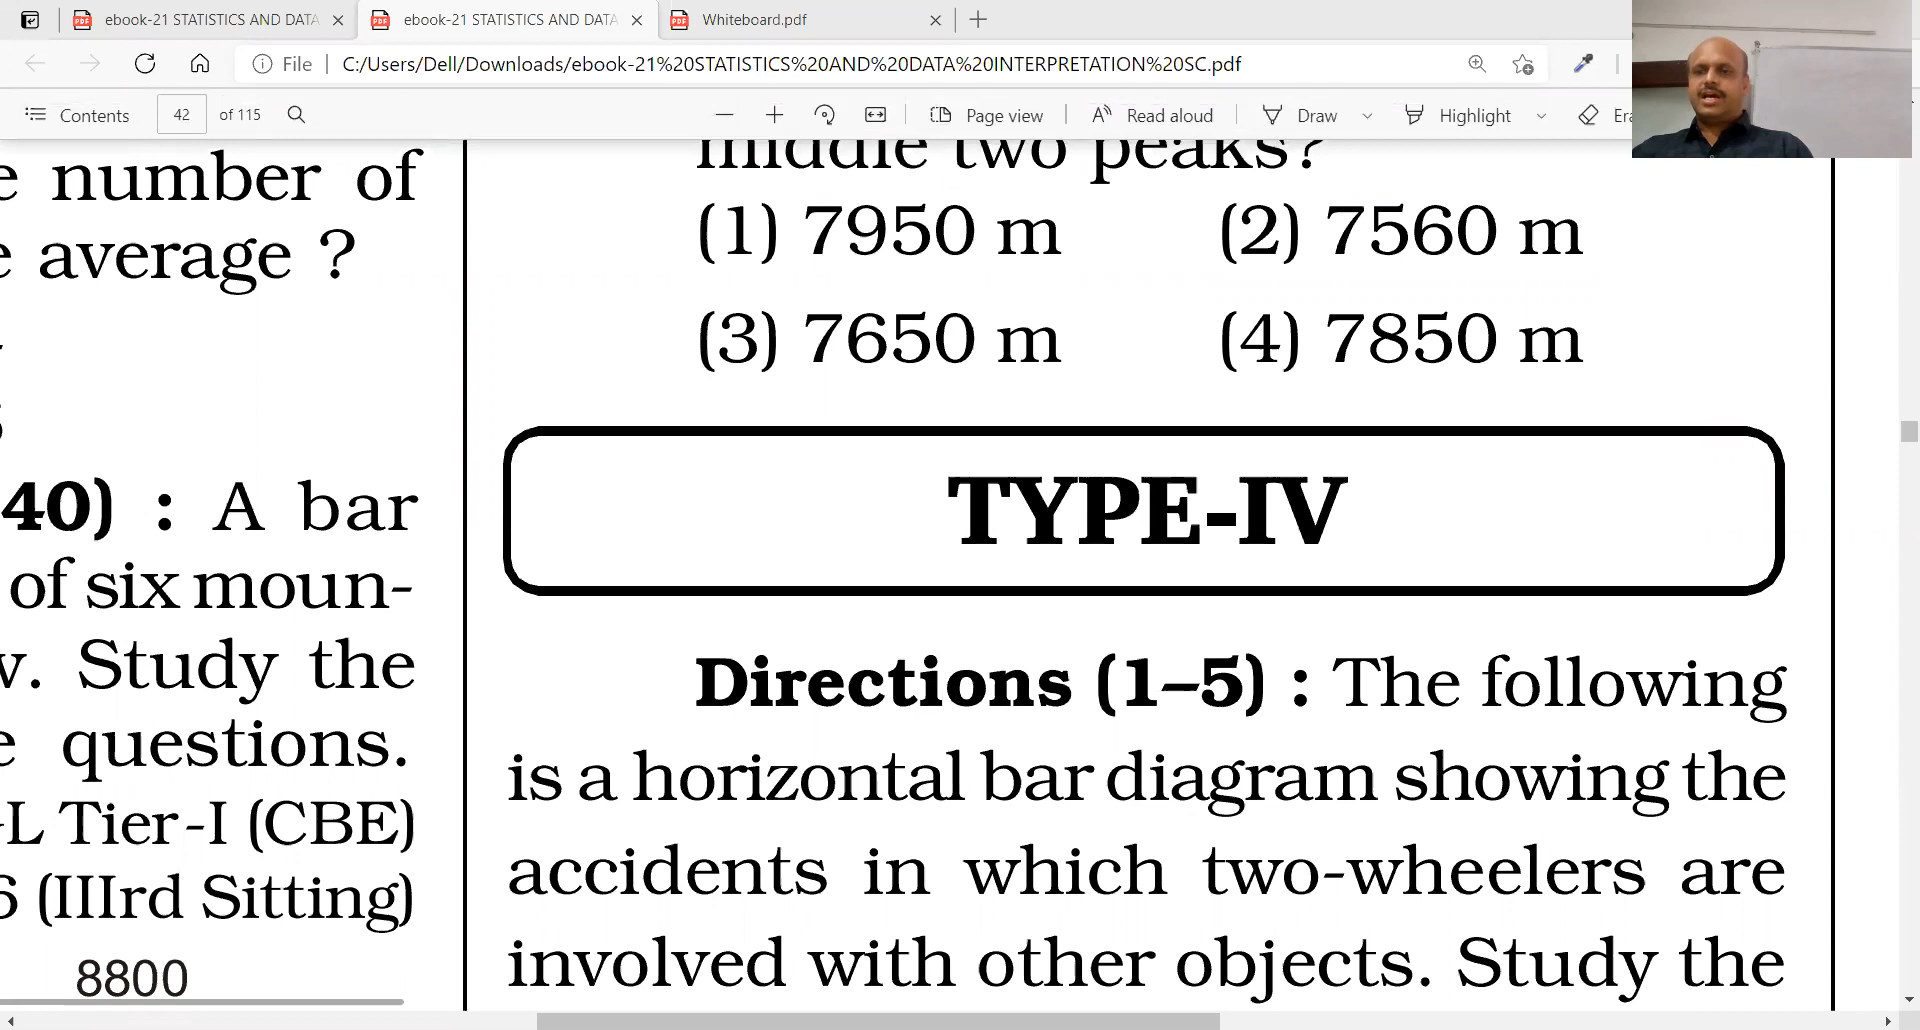 ebook-21 STATISTICS AND DATA
ebook-21 STATISTICS AND DATA
Whiteboard.pdf
File
C:/Users/Dell/Downloads/ebook-21%20STATISTICS%20AND%20DATA%20INTERPRETATION%20SC.pdf
Contents
42
of 115
Page view
Read aloud
Draw
Highlight
e number of
e average ?
40) : A bar
of six moun-
w. Study the
e questions.
GL Tier-I (CBE)
6 (IIIrd Sitting)
8800
middle two peaks?
(1) 7950 m (2) 7560 m
(3) 7650 m (4) 7850 m
TYPE-IV
Directions (1–5) : The following
is a horizontal bar diagram showing the
accidents in which two-wheelers are
involved with other objects. Study the